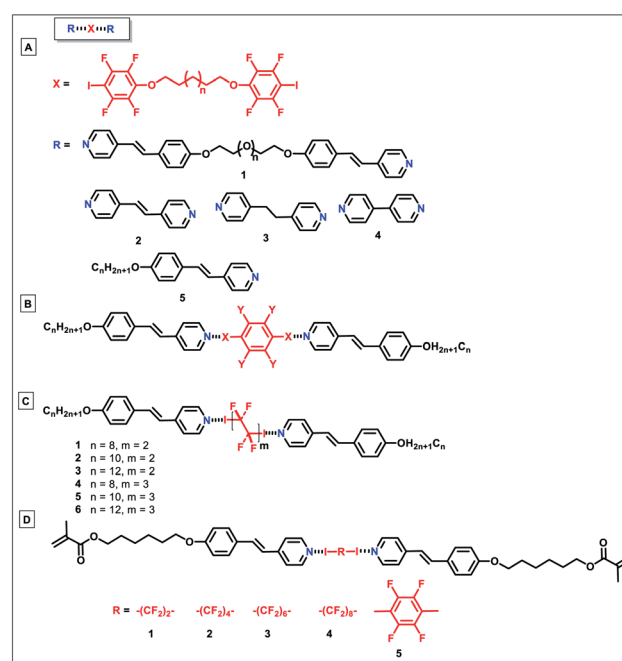 R X R
A
X =
F F F F
I O n O I
F F F F
R = N O O n O N
1
N N N N N N
2 3 4
CnH2n+1O N
5
B
CnH2n+1O N X Y Y Y Y X N OH2n+1Cn
C
CnH2n+1O N I F F F F m I N OH2n+1Cn
1 n = 8, m = 2
2 n = 10, m = 2
3 n = 12, m = 2
4 n = 8, m = 3
5 n = 10, m = 3
6 n = 12, m = 3
D
O O O N I-R-I N O O O
R = -(CF2)2- -(CF2)4- -(CF2)6- -(CF2)8- F F F F
1 2 3 4 5